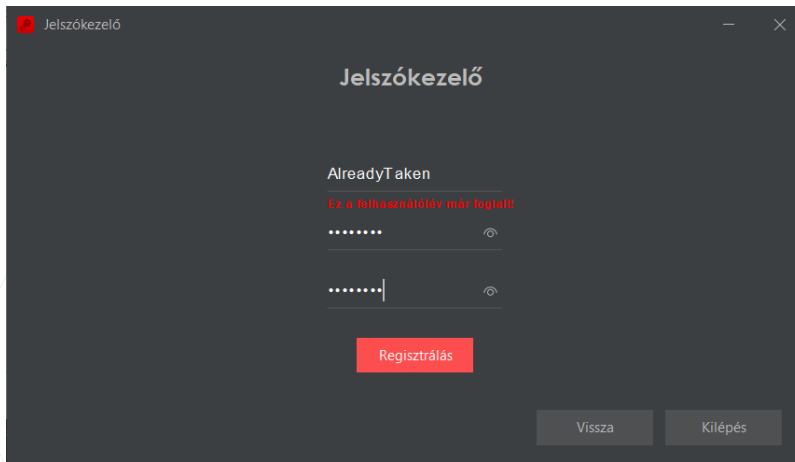 Jelszókezelő
Jelszókezelő
AlreadyTaken
Ez a felhasználólév már foglalt!
Regisztrálás
Vissza
Kilépés